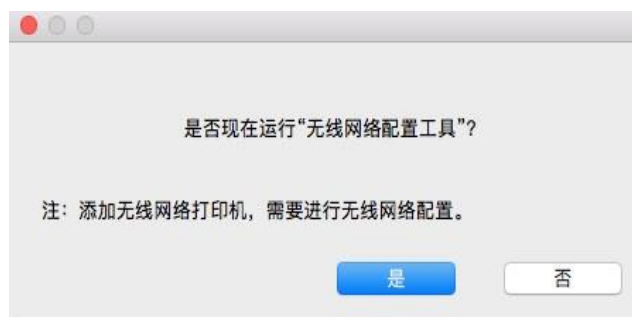 是否现在运行“无线网络配置工具”?
注：添加无线网络打印机，需要进行无线网络配置。
是
否